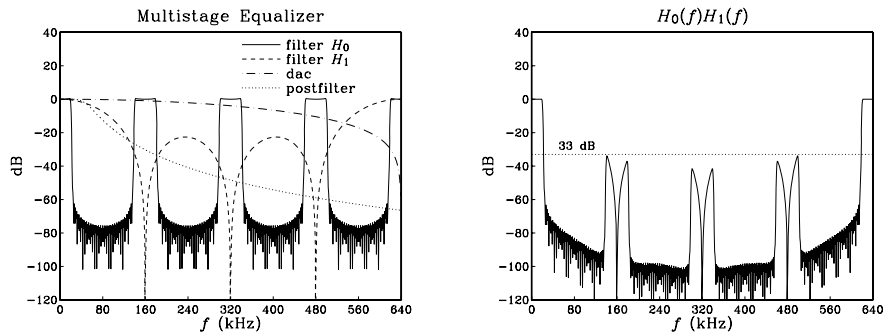 Multistage Equalizer
40
20
0
−20
−40
−60
−80
−100
−120
dB
filter H₀
filter H₁
dac
postfilter
0 80 160 240 320 400 480 560 640
f (kHz)
H₀(f)H₁(f)
40
20
0
−20
−40
−60
−80
−100
−120
dB
33 dB
0 80 160 240 320 400 480 560 640
f (kHz)